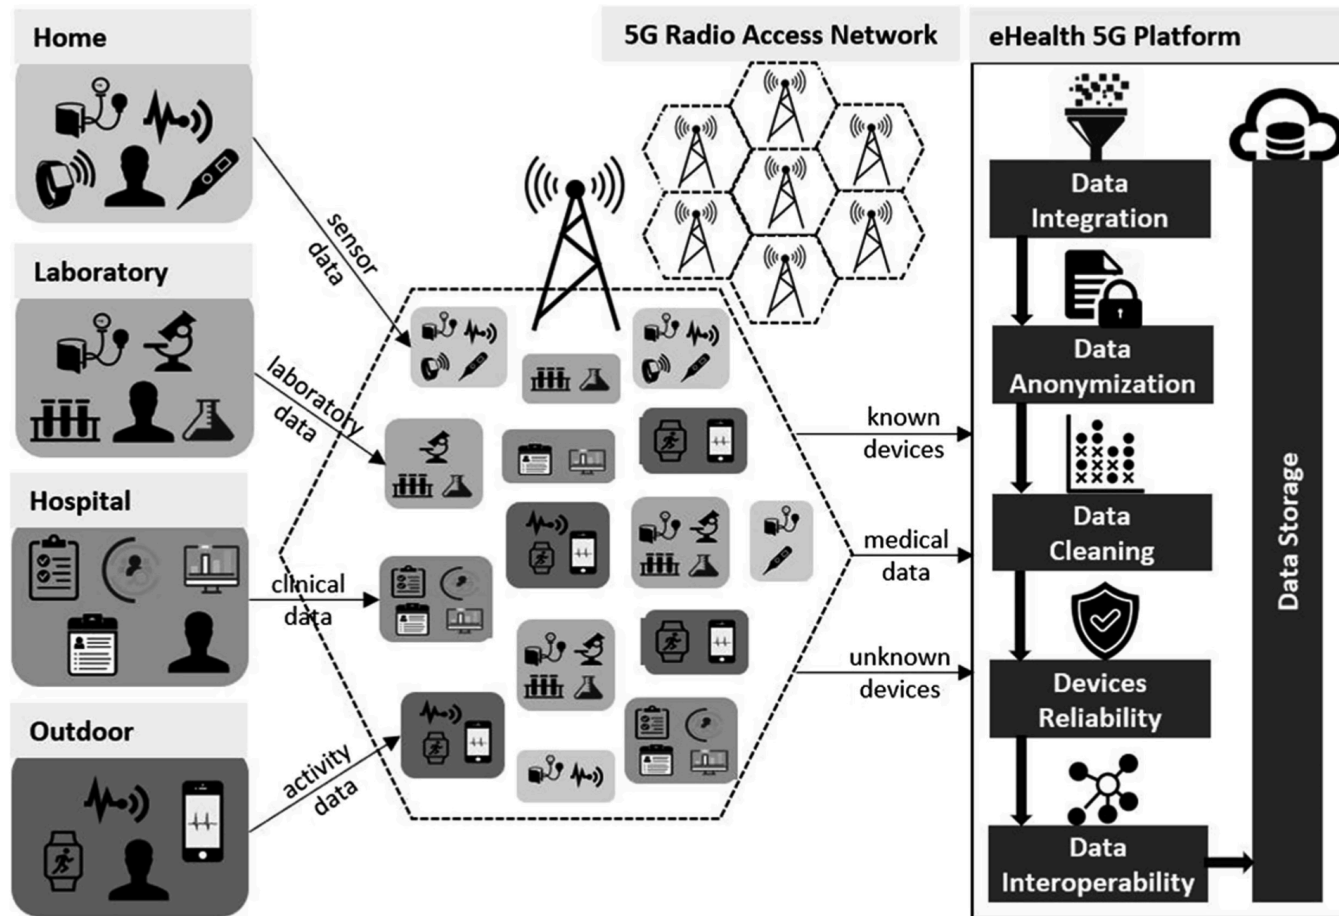 Home
5G Radio Access Network
eHealth 5G Platform
sensor
data
Laboratory
laboratory
data
Hospital
clinical
data
Outdoor
activity
data
known
devices
medical
data
unknown
devices
Data
Integration
Data
Anonymization
Data
Cleaning
Devices
Reliability
Data
Interoperability
Data Storage